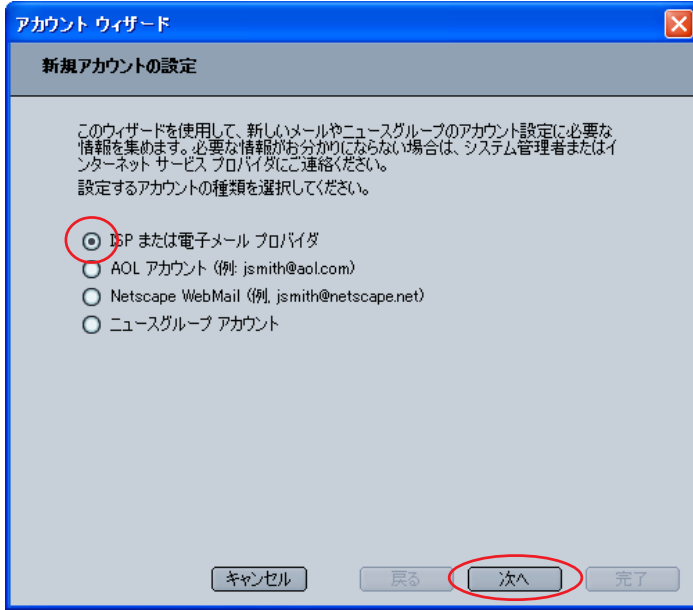 アカウント ウィザード
新規アカウントの設定
このウィザードを使用して、新しいメールやニュースグループのアカウント設定に必要な
情報を集めます。必要な情報がお分かりにならない場合は、システム管理者またはイ
ンターネット サービス プロバイダにご連絡ください。
設定するアカウントの種類を選択してください。
ISP または電子メール プロバイダ
AOL アカウント (例: jsmith@aol.com)
Netscape WebMail (例, jsmith@netscape.net)
ニュースグループ アカウント
キャンセル 戻る 次へ 完了